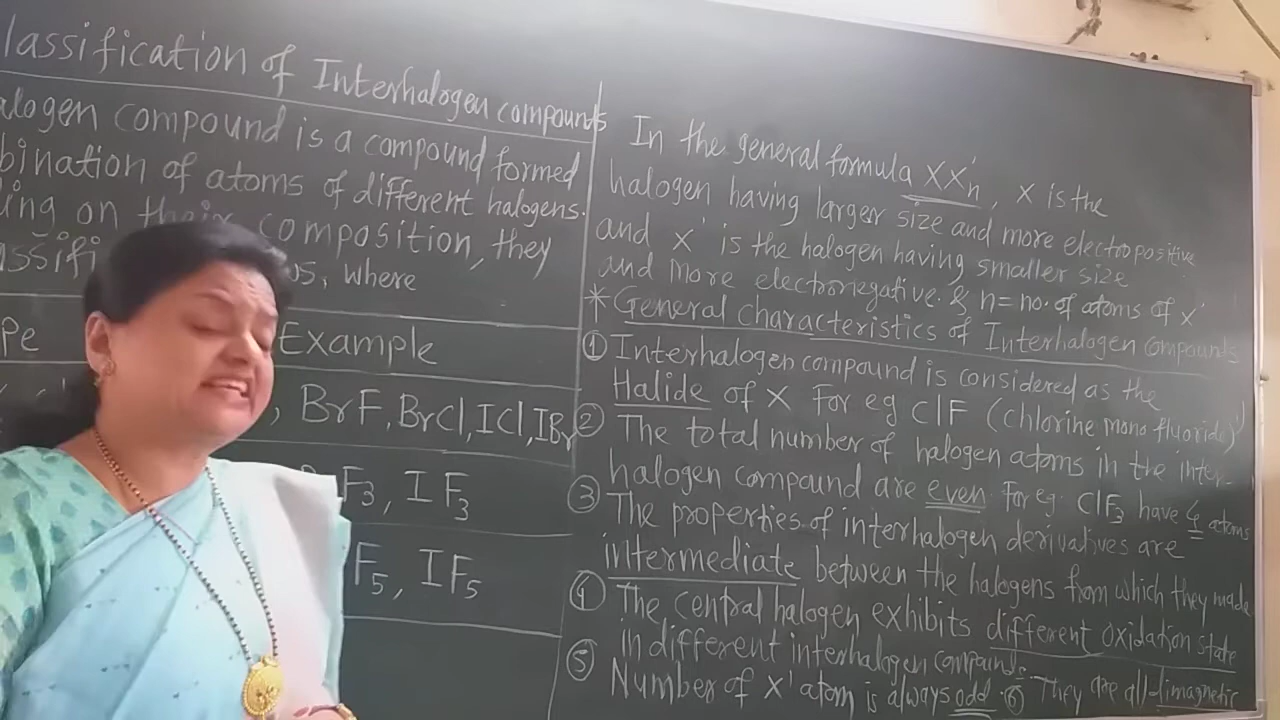 lassification of Interhalogen compounds
alogen compound is a compound formed
bination of atoms of different halogens.
ing on their composition, they
assifi us, where
Pe Example
, BrF, BrCl, ICl, IBr
F₃, IF₃
F₅, IF₅
In the general formula XX'n, X is the
halogen having larger size and more electropositive
and X' is the halogen having smaller size
and more electronegative. & n = no. of atoms of X'
* General characteristics of Interhalogen compounds
① Interhalogen compound is considered as the
Halide of X For eg ClF (chlorine mono fluoride)
② The total number of halogen atoms in the inter-
halogen compound are even For eg. ClF₃ have 4 atoms
③ The properties of interhalogen derivatives are
intermediate between the halogens from which they made
④ The central halogen exhibits different oxidation state
in different interhalogen compounds.
⑤ Number of X' atom is always odd. ⑥ They are all dimagnetic